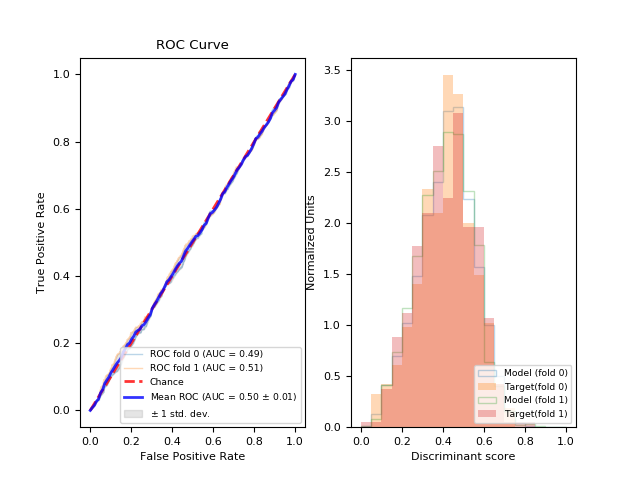 ROC Curve
True Positive Rate
1.0
0.8
0.6
0.4
0.2
0.0
0.0
0.2
0.4
0.6
0.8
1.0
False Positive Rate
ROC fold 0 (AUC = 0.49)
ROC fold 1 (AUC = 0.51)
Chance
Mean ROC (AUC = 0.50 ± 0.01)
± 1 std. dev.
Normalized Units
3.5
3.0
2.5
2.0
1.5
1.0
0.5
0.0
0.0
0.2
0.4
0.6
0.8
1.0
Discriminant score
Model (fold 0)
Target(fold 0)
Model (fold 1)
Target(fold 1)